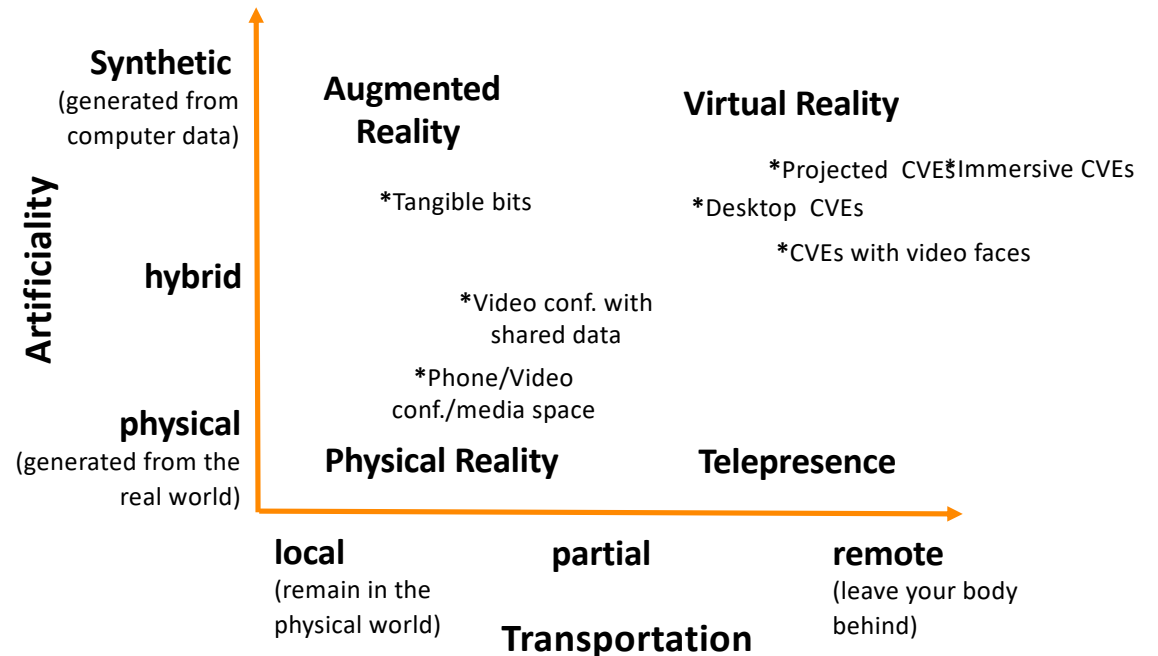 Synthetic
(generated from
computer data)
Augmented
Reality
Virtual Reality
*Projected CVEs
*Immersive CVEs
*Tangible bits
*Desktop CVEs
*CVEs with video faces
Artificiality
hybrid
*Video conf. with
shared data
*Phone/Video
conf./media space
physical
(generated from the
real world)
Physical Reality
Telepresence
local
(remain in the
physical world)
partial
remote
(leave your body
behind)
Transportation